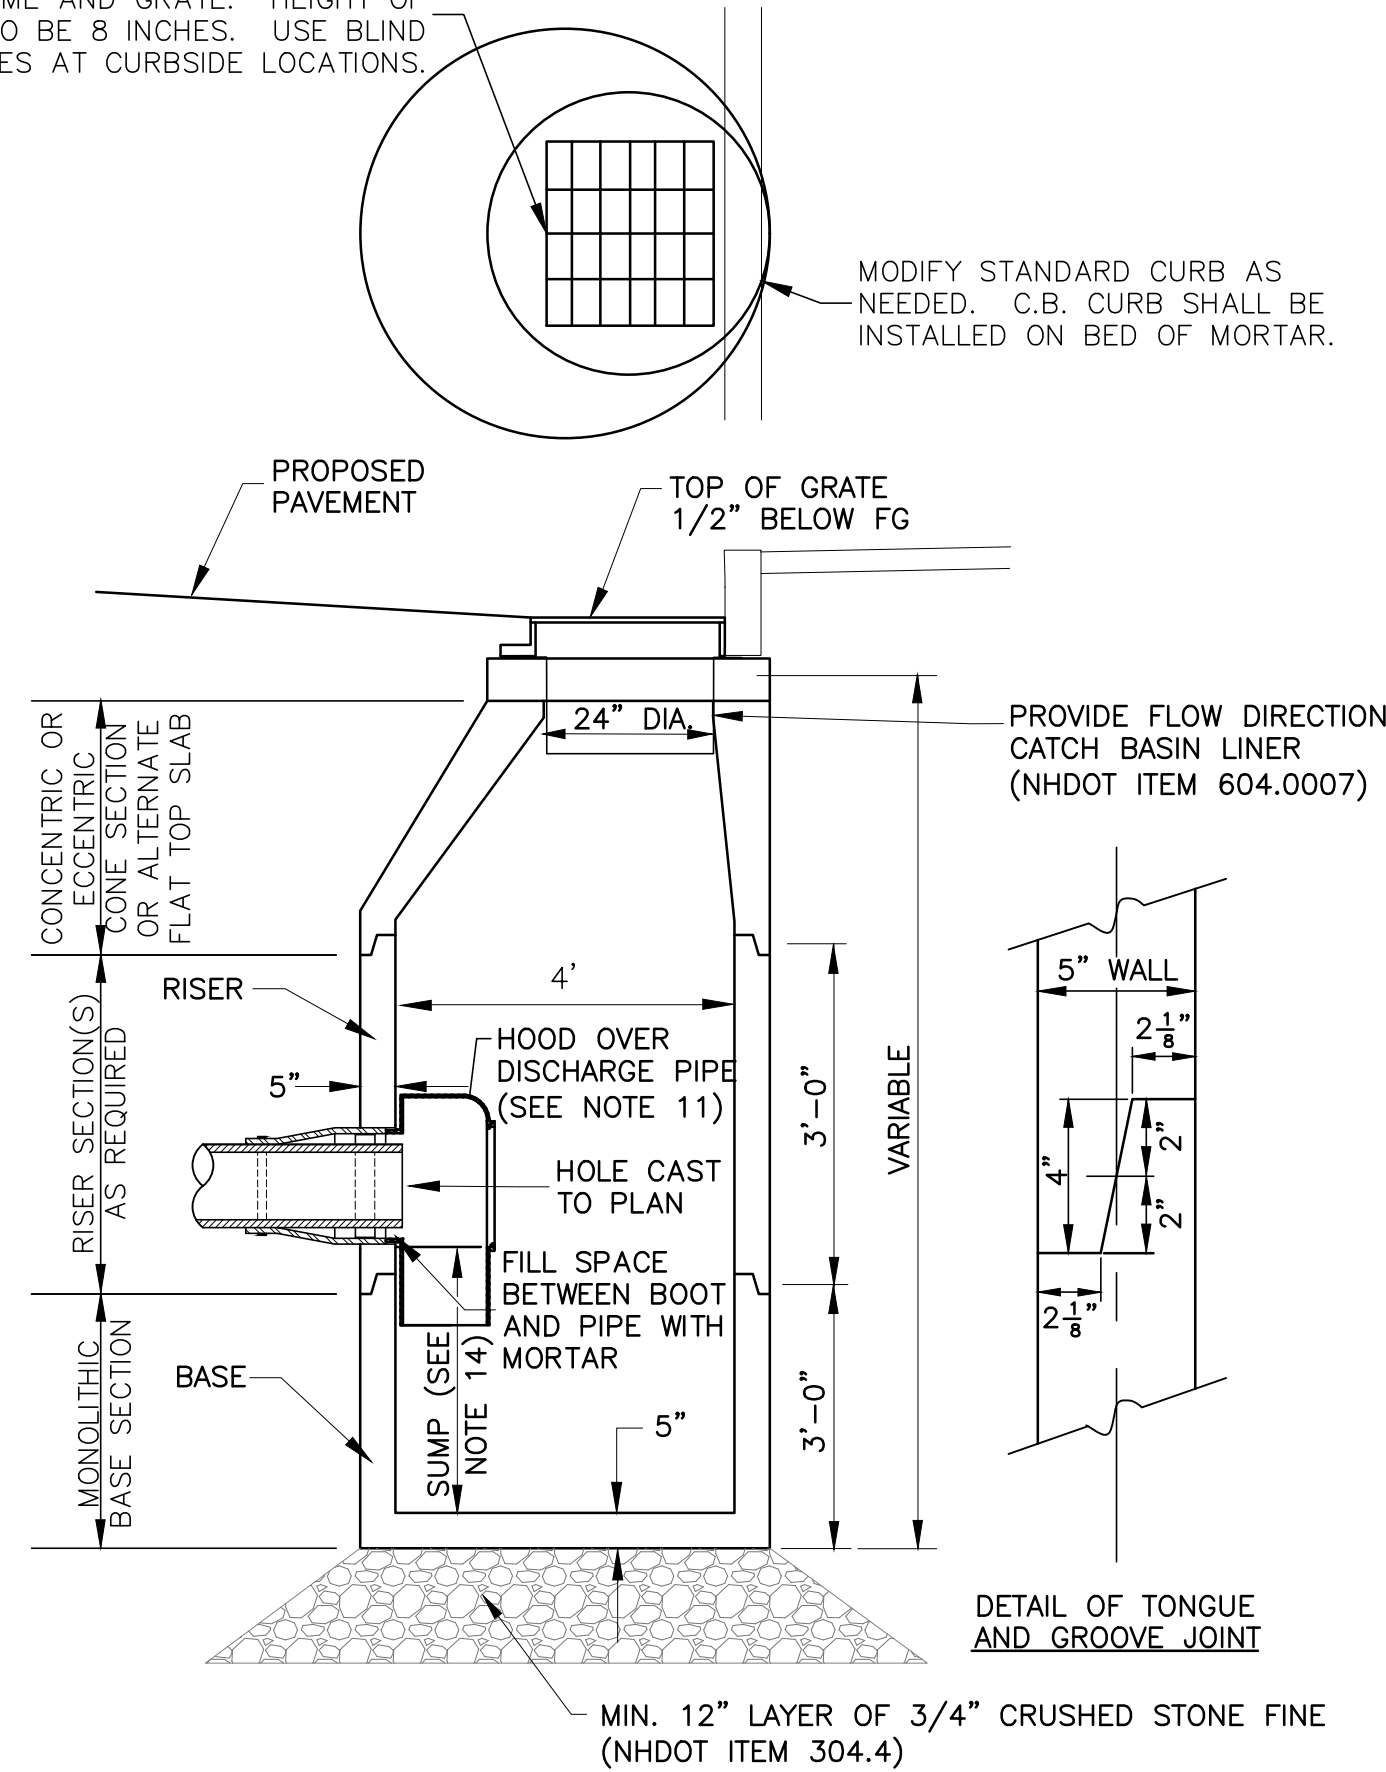 AND GRATE. HEIGHT OF
BE 8 INCHES. USE BLIND
AT CURBSIDE LOCATIONS.
MODIFY STANDARD CURB AS
NEEDED. C.B. CURB SHALL BE
INSTALLED ON BED OF MORTAR.
PROPOSED
PAVEMENT
TOP OF GRATE
1/2” BELOW FG
24” DIA.
PROVIDE FLOW DIRECTION
CATCH BASIN LINER
(NHDOT ITEM 604.0007)
CONCENTRIC OR
ECCENTRIC
CONE SECTION
OR ALTERNATE
FLAT TOP SLAB
RISER SECTION(S)
AS REQUIRED
MONOLITHIC
BASE SECTION
RISER
4'
5”
HOOD OVER
DISCHARGE PIPE
(SEE NOTE 11)
HOLE CAST
TO PLAN
FILL SPACE
BETWEEN BOOT
AND PIPE WITH
MORTAR
SUMP (SEE
NOTE 14)
BASE
5”
3'-0”
3'-0”
VARIABLE
5” WALL
2 1/8”
4”
2”
2”
2 1/8”
DETAIL OF TONGUE
AND GROOVE JOINT
MIN. 12” LAYER OF 3/4” CRUSHED STONE FINE
(NHDOT ITEM 304.4)